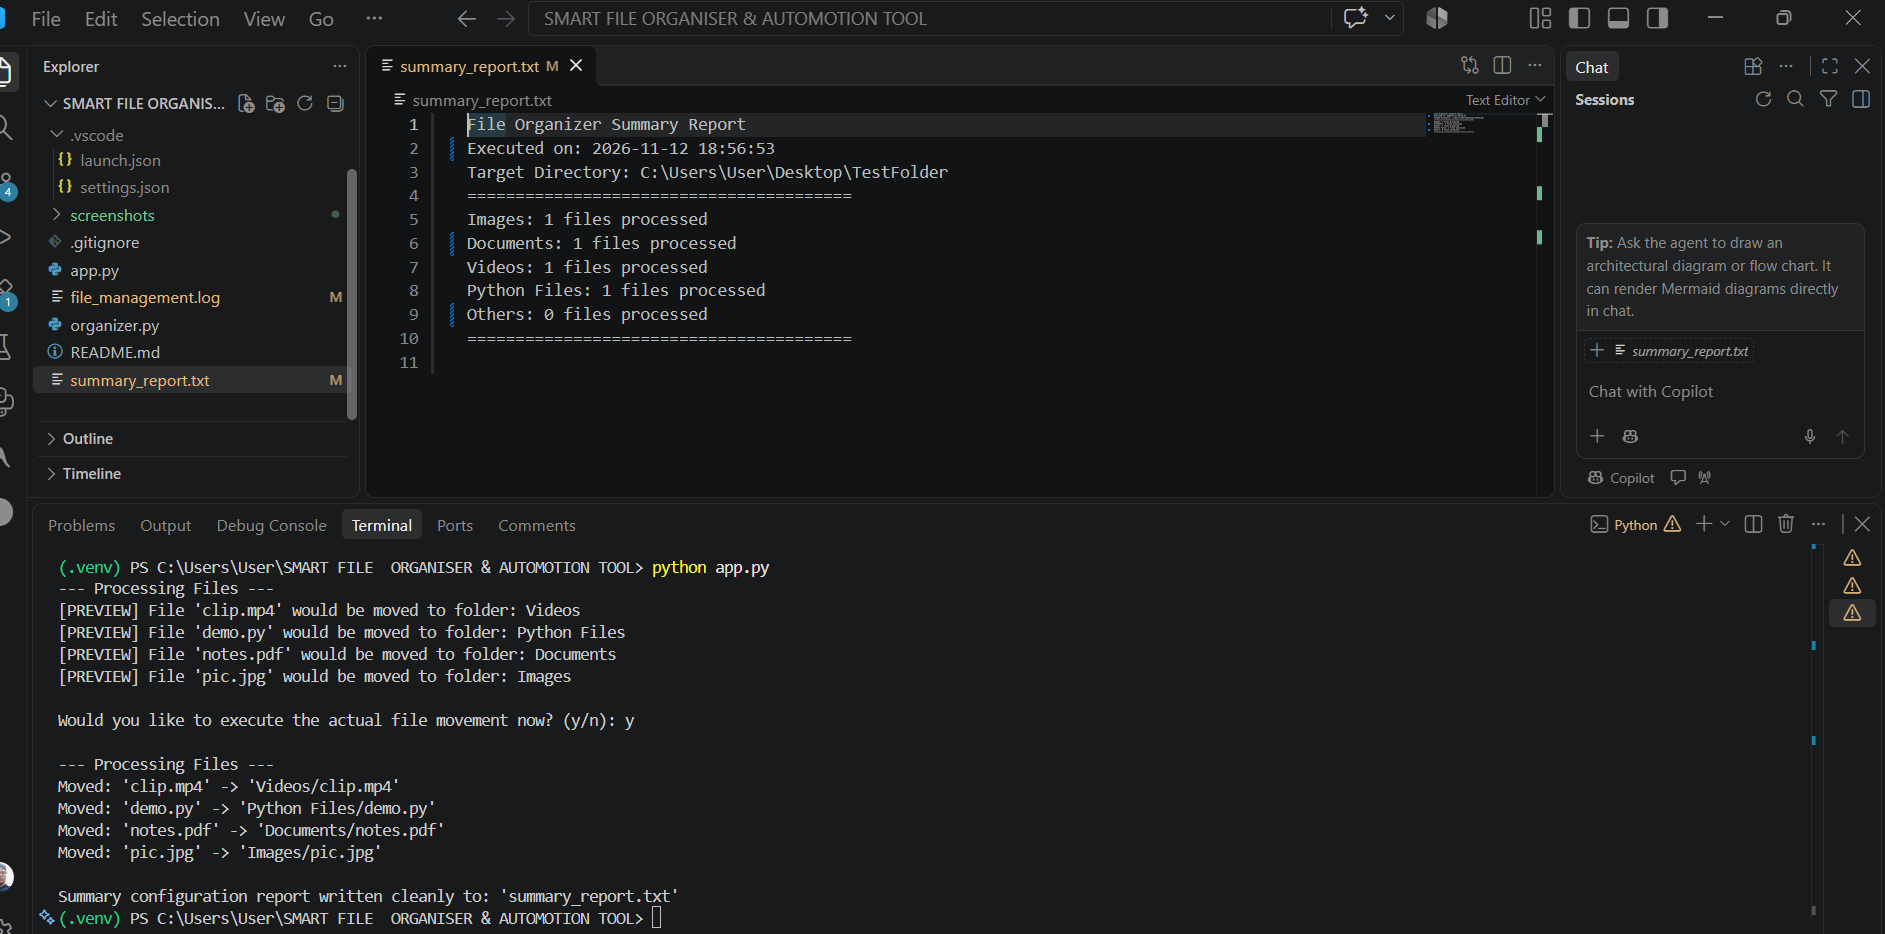 File Edit Selection View Go ...
SMART FILE ORGANISER & AUTOMOTION TOOL
Explorer
SMART FILE ORGANIS...
.vscode
{} launch.json
{} settings.json
screenshots
.gitignore
app.py
file_management.log M
organizer.py
README.md
summary_report.txt M
Outline
Timeline
4
1
summary_report.txt M
summary_report.txt
Text Editor
1 File Organizer Summary Report
2 Executed on: 2026-11-12 18:56:53
3 Target Directory: C:\Users\User\Desktop\TestFolder
4 ========================================
5 Images: 1 files processed
6 Documents: 1 files processed
7 Videos: 1 files processed
8 Python Files: 1 files processed
9 Others: 0 files processed
10 ========================================
11
Chat
Sessions
Tip: Ask the agent to draw an
architectural diagram or flow chart. It
can render Mermaid diagrams directly
in chat.
summary_report.txt
Chat with Copilot
Copilot
Problems Output Debug Console Terminal Ports Comments
Python
(.venv) PS C:\Users\User\SMART FILE  ORGANISER & AUTOMOTION TOOL> python app.py
--- Processing Files ---
[PREVIEW] File 'clip.mp4' would be moved to folder: Videos
[PREVIEW] File 'demo.py' would be moved to folder: Python Files
[PREVIEW] File 'notes.pdf' would be moved to folder: Documents
[PREVIEW] File 'pic.jpg' would be moved to folder: Images
Would you like to execute the actual file movement now? (y/n): y
--- Processing Files ---
Moved: 'clip.mp4' -> 'Videos/clip.mp4'
Moved: 'demo.py' -> 'Python Files/demo.py'
Moved: 'notes.pdf' -> 'Documents/notes.pdf'
Moved: 'pic.jpg' -> 'Images/pic.jpg'
Summary configuration report written cleanly to: 'summary_report.txt'
(.venv) PS C:\Users\User\SMART FILE  ORGANISER & AUTOMOTION TOOL>